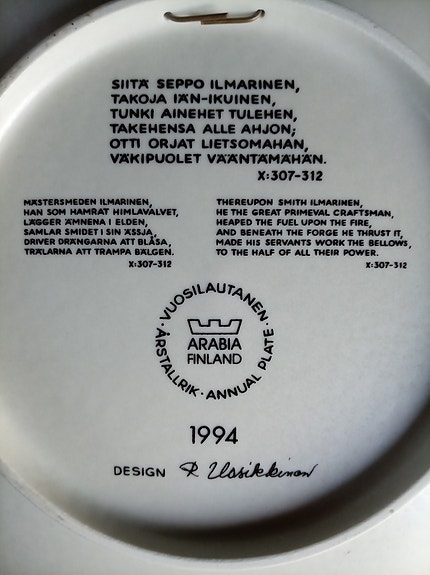 SIITÄ SEPPO ILMARINEN,
TAKOJA IÄN-IKUINEN,
TUNKI AINEHET TULEHEN,
TAKEHENSA ALLE AHJON;
OTTI ORJAT LIETSOMAHAN,
VÄKIPUOLET VÄÄNTÄMÄHÄN.
X:307-312
MÄSTERSMEDEN ILMARINEN,
HAN SOM HAMRAT HIMLAVALVET,
LÄGGER ÄMNENA I ELDEN,
SAMLAR SMIDET I SIN ÄSSJA,
DRIVER DRÄNGARNA ATT BLÅSA,
TRÄLARNA ATT TRAMPA BÄLGEN.
X:307-312
THEREUPON SMITH ILMARINEN,
HE THE GREAT PRIMEVAL CRAFTSMAN,
HEAPED THE FUEL UPON THE FIRE,
AND BENEATH THE FORGE HE THRUST IT,
MADE HIS SERVANTS WORK THE BELLOWS,
TO THE HALF OF ALL THEIR POWER.
X:307-312
·VUOSILAUTANEN·
ARABIA
FINLAND
ÅRSTALLRIK·ANNUAL PLATE
1994
DESIGN R Uosikkinen